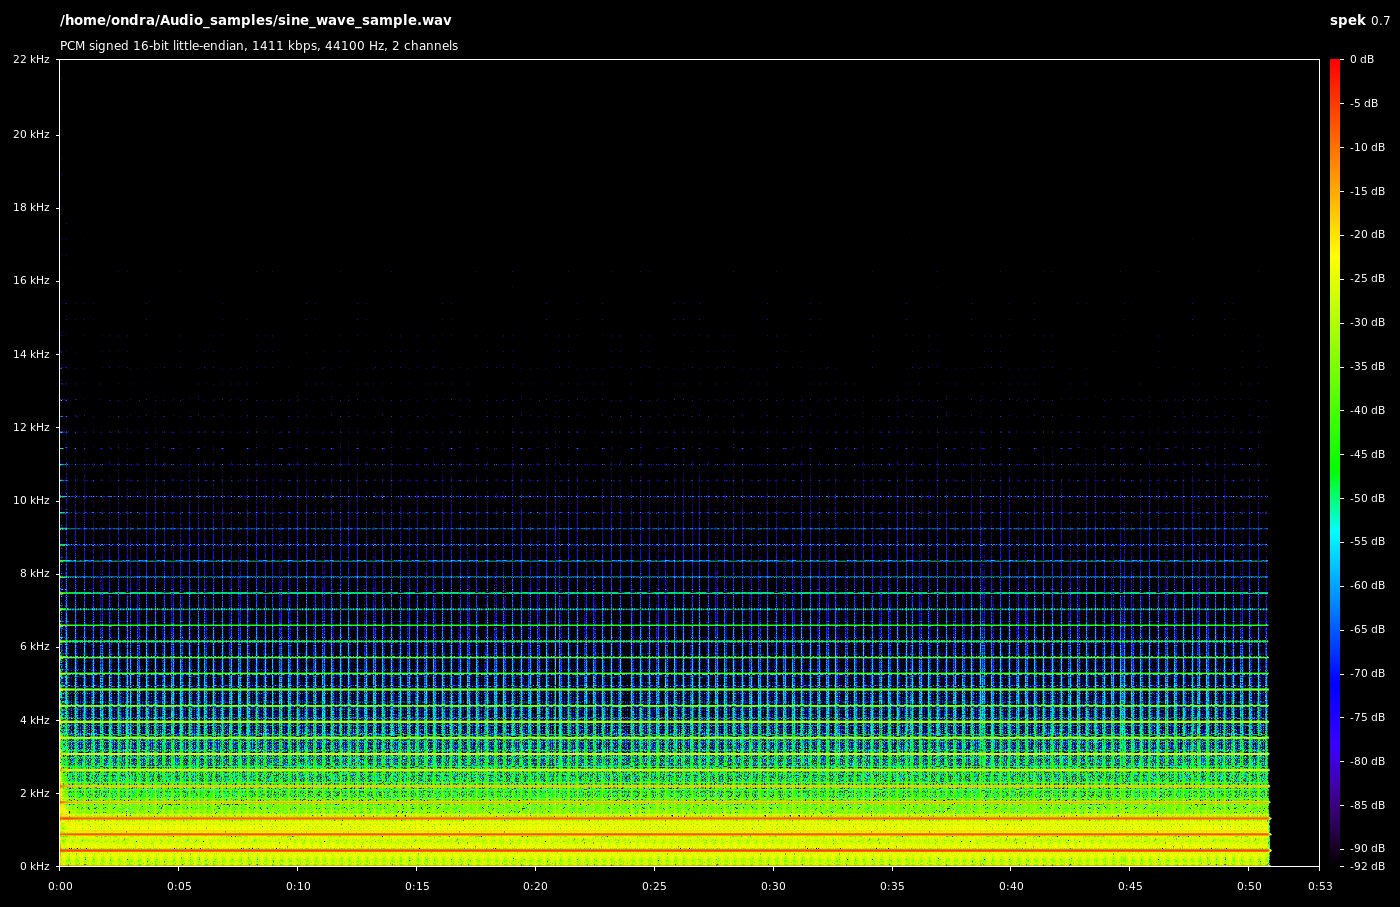 /home/ondra/Audio_samples/sine_wave_sample.wav
spek 0.7
PCM signed 16-bit little-endian, 1411 kbps, 44100 Hz, 2 channels
22 kHz
20 kHz
18 kHz
16 kHz
14 kHz
12 kHz
10 kHz
8 kHz
6 kHz
4 kHz
2 kHz
0 kHz
0 dB
-5 dB
-10 dB
-15 dB
-20 dB
-25 dB
-30 dB
-35 dB
-40 dB
-45 dB
-50 dB
-55 dB
-60 dB
-65 dB
-70 dB
-75 dB
-80 dB
-85 dB
-90 dB
-92 dB
0:00 0:05 0:10 0:15 0:20 0:25 0:30 0:35 0:40 0:45 0:50 0:53